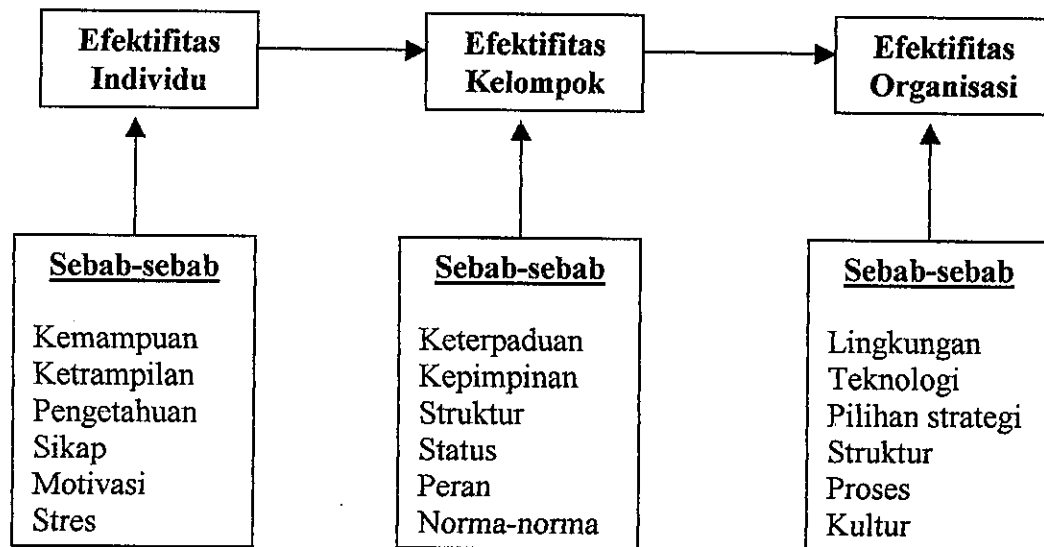 Efektifitas
Individu
Efektifitas
Kelompok
Efektifitas
Organisasi
Sebab-sebab
Kemampuan
Ketrampilan
Pengetahuan
Sikap
Motivasi
Stres
Sebab-sebab
Keterpaduan
Kepimpinan
Struktur
Status
Peran
Norma-norma
Sebab-sebab
Lingkungan
Teknologi
Pilihan strategi
Struktur
Proses
Kultur